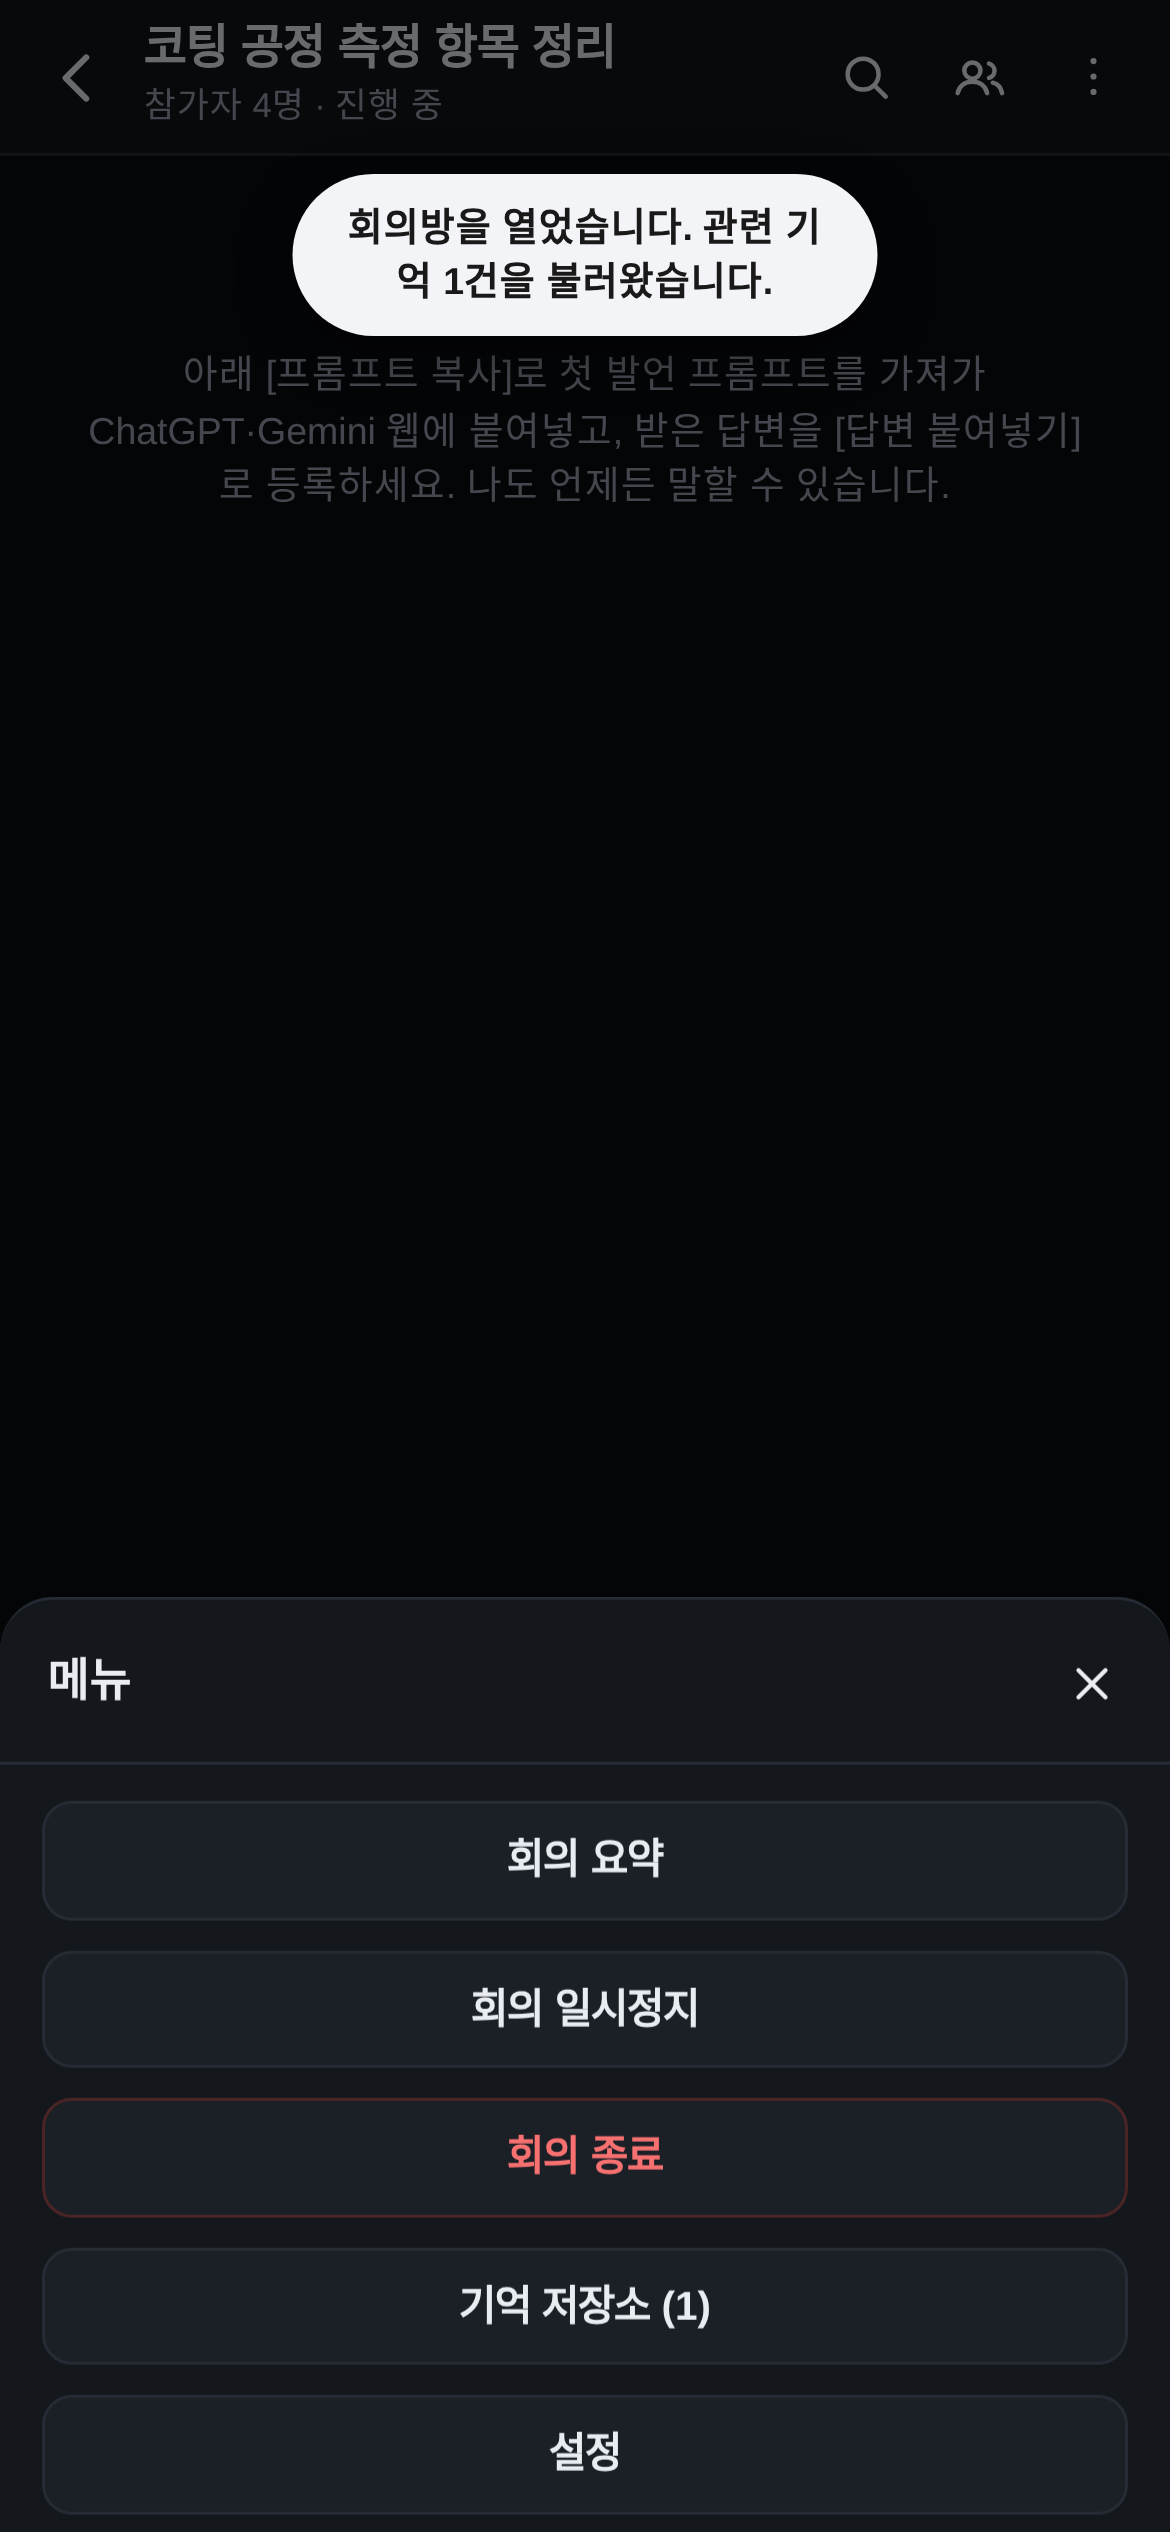 코팅 공정 측정 항목 정리
참가자 4명 · 진행 중
회의방을 열었습니다. 관련 기
억 1건을 불러왔습니다.
아래 [프롬프트 복사]로 첫 발언 프롬프트를 가져가
ChatGPT·Gemini 웹에 붙여넣고, 받은 답변을 [답변 붙여넣기]
로 등록하세요. 나도 언제든 말할 수 있습니다.
메뉴
회의 요약
회의 일시정지
회의 종료
기억 저장소 (1)
설정